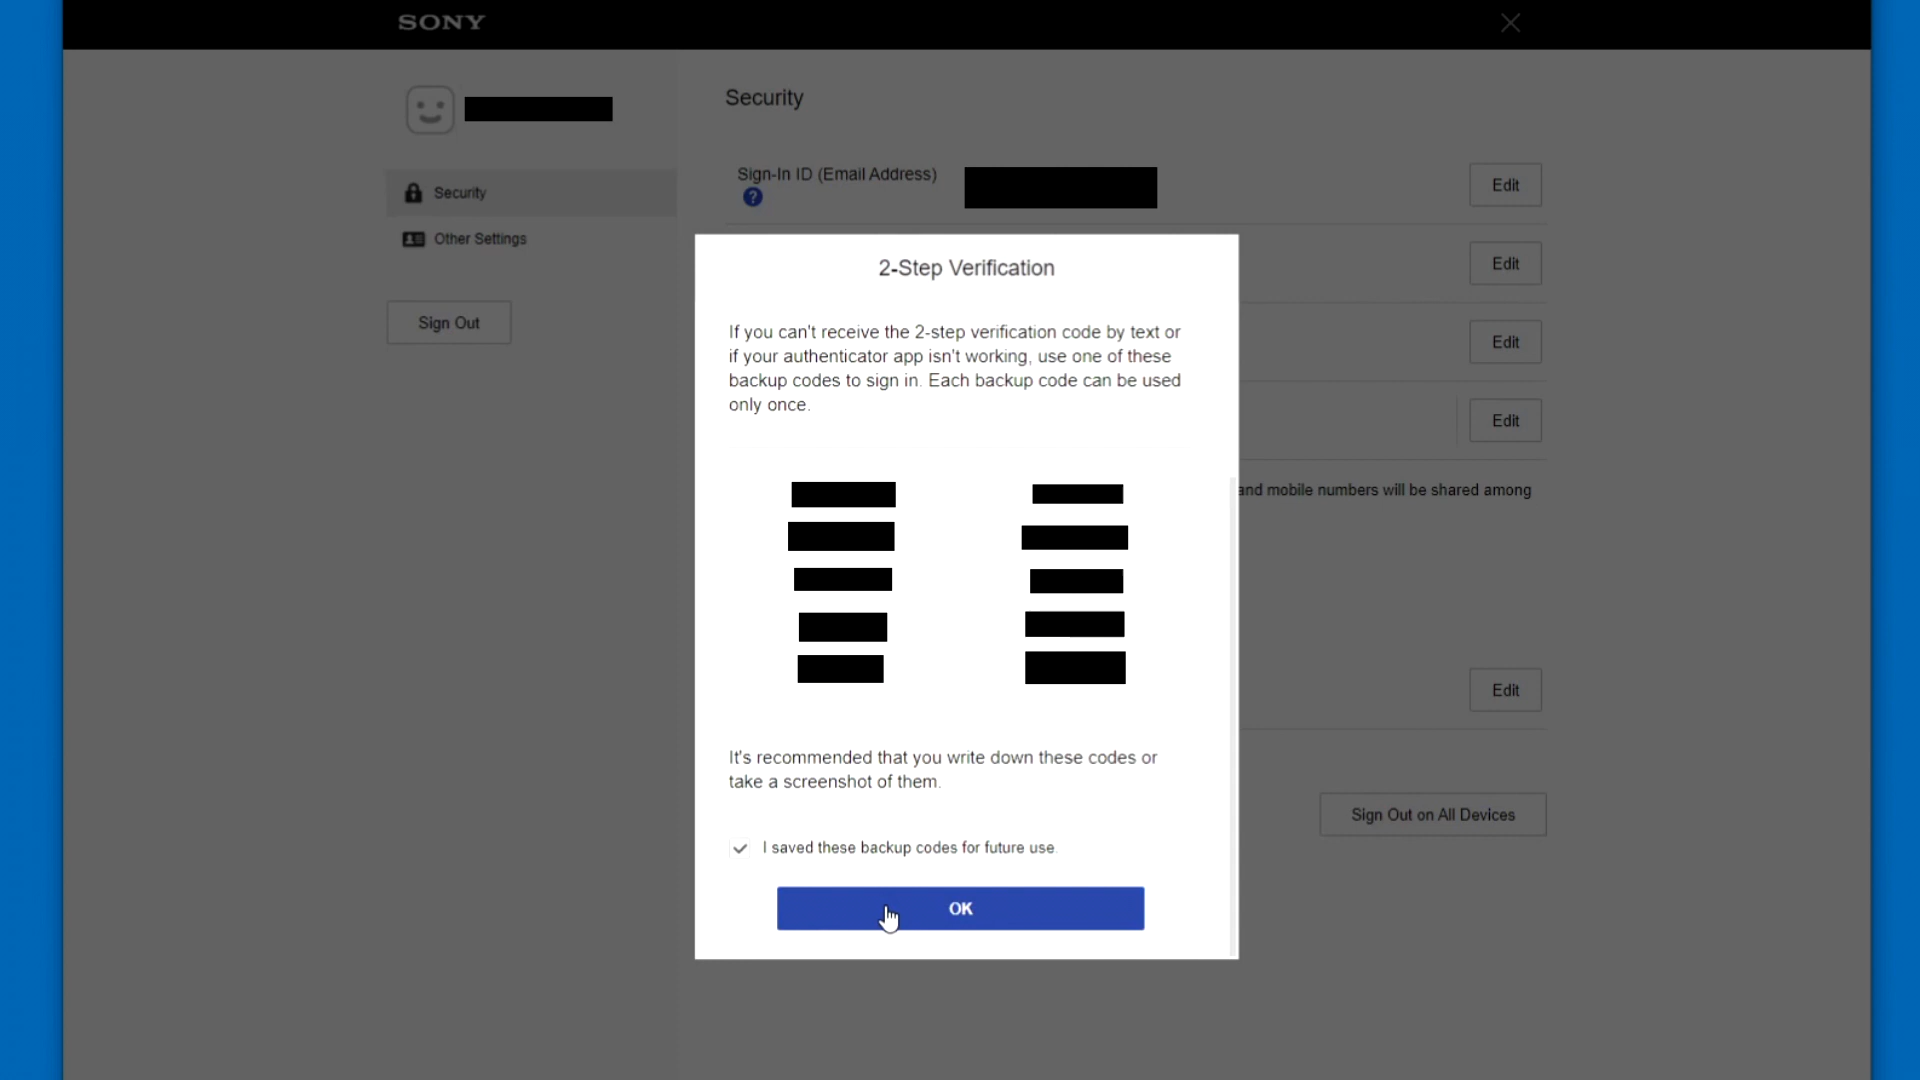 SONY
Security
Sign-In ID (Email Address)
?
Edit
Security
Other Settings
Sign Out
Edit
Edit
Edit
and mobile numbers will be shared among
Edit
Sign Out on All Devices
2-Step Verification
If you can't receive the 2-step verification code by text or
if your authenticator app isn't working, use one of these
backup codes to sign in. Each backup code can be used
only once.
It's recommended that you write down these codes or
take a screenshot of them.
I saved these backup codes for future use.
OK